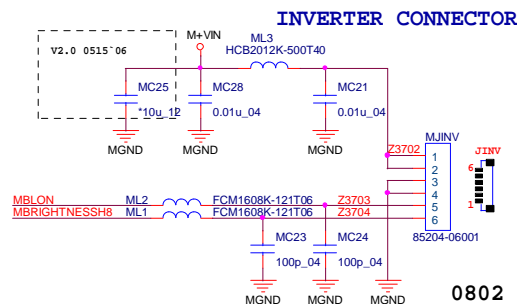 INVERTER CONNECTOR
V2.0 0515`06
M+VIN
ML3
HCB2012K-500T40
MC25
*10u_12
MC28
0.01u_04
MC21
0.01u_04
MGND
MGND
MGND
MJINV
JINV
Z3702
1
2
3
4
5
6
6
1
85204-06001
MBLON
ML2
FCM1608K-121T06
Z3703
MBRIGHTNESSH8
ML1
FCM1608K-121T06
Z3704
MC23
100p_04
MC24
100p_04
MGND
MGND
MGND
0802